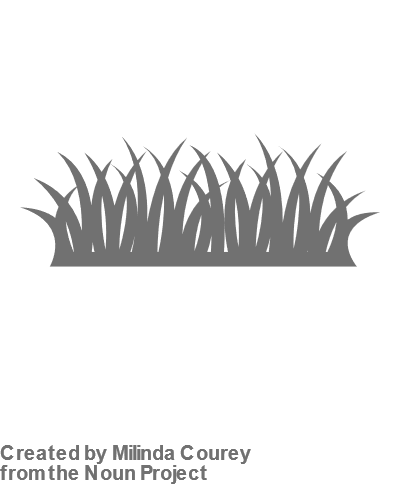 Created by Milinda Courey
from the Noun Project